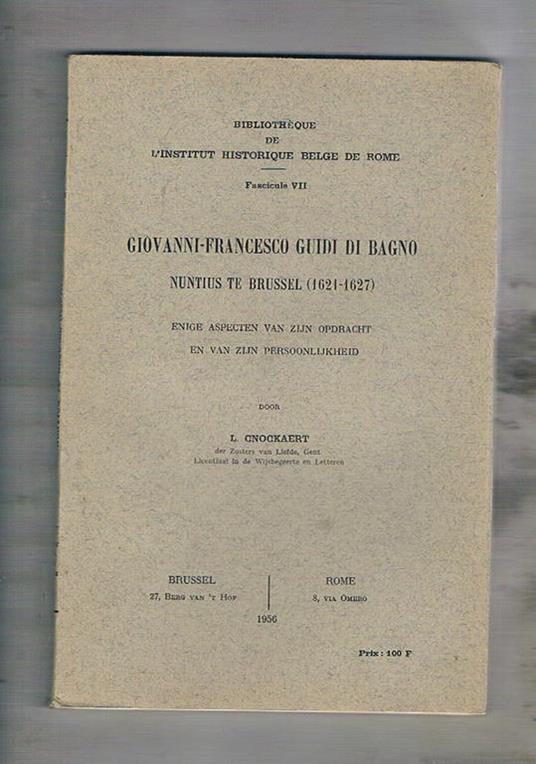 BIBLIOTHÈQUE
DE
L'INSTITUT HISTORIQUE BELGE DE ROME
Fascicule VII
GIOVANNI-FRANCESCO GUIDI DI BAGNO
NUNTIUS TE BRUSSEL (1621-1627)
ENIGE ASPECTEN VAN ZIJN OPDRACHT
EN VAN ZIJN PERSOONLIJKHEID
DOOR
L. CNOCKAERT
der Zusters van Liefde, Gent
Licentiaat in de Wijsbegeerte en Letteren
BRUSSEL
27, BERG VAN 'T HOF
ROME
8, VIA OMERO
1956
Prix : 100 F